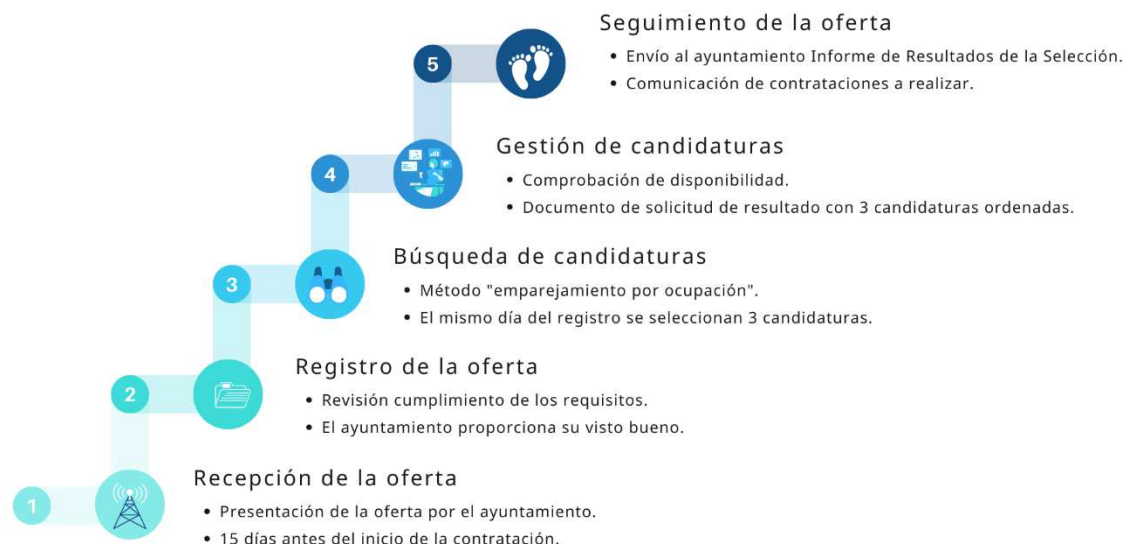 5
Seguimiento de la oferta
• Envío al ayuntamiento Informe de Resultados de la Selección.
• Comunicación de contrataciones a realizar.
4
Gestión de candidaturas
• Comprobación de disponibilidad.
• Documento de solicitud de resultado con 3 candidaturas ordenadas.
3
Búsqueda de candidaturas
• Método "emparejamiento por ocupación".
• El mismo día del registro se seleccionan 3 candidaturas.
2
Registro de la oferta
• Revisión cumplimiento de los requisitos.
• El ayuntamiento proporciona su visto bueno.
1
Recepción de la oferta
• Presentación de la oferta por el ayuntamiento.
• 15 días antes del inicio de la contratación.